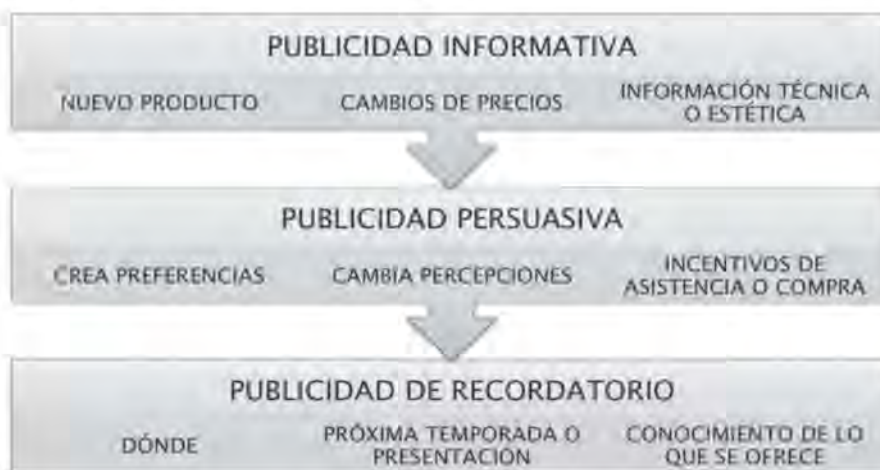 PUBLICIDAD INFORMATIVA
NUEVO PRODUCTO
CAMBIOS DE PRECIOS
INFORMACIÓN TÉCNICA
O ESTÉTICA
PUBLICIDAD PERSUASIVA
CREA PREFERENCIAS
CAMBIA PERCEPCIONES
INCENTIVOS DE
ASISTENCIA O COMPRA
PUBLICIDAD DE RECORDATORIO
DÓNDE
PRÓXIMA TEMPORADA O
PRESENTACIÓN
CONOCIMIENTO DE LO
QUE SE OFRECE